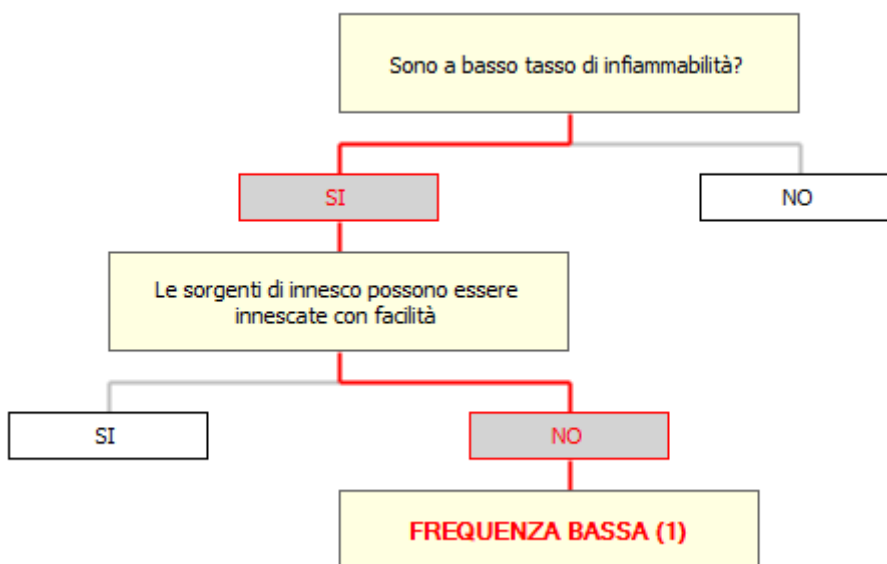 Sono a basso tasso di infiammabilità?
SI
NO
Le sorgenti di innesco possono essere
innescate con facilità
SI
NO
FREQUENZA BASSA (1)